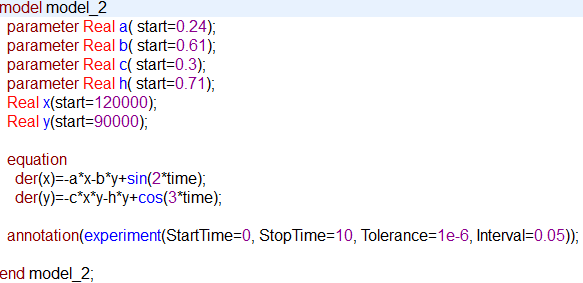 model model_2
parameter Real a( start=0.24);
parameter Real b( start=0.61);
parameter Real c( start=0.3);
parameter Real h( start=0.71);
Real x(start=120000);
Real y(start=90000);
equation
der(x)=-a*x-b*y+sin(2*time);
der(y)=-c*x*y-h*y+cos(3*time);
annotation(experiment(StartTime=0, StopTime=10, Tolerance=1e-6, Interval=0.05));
end model_2;